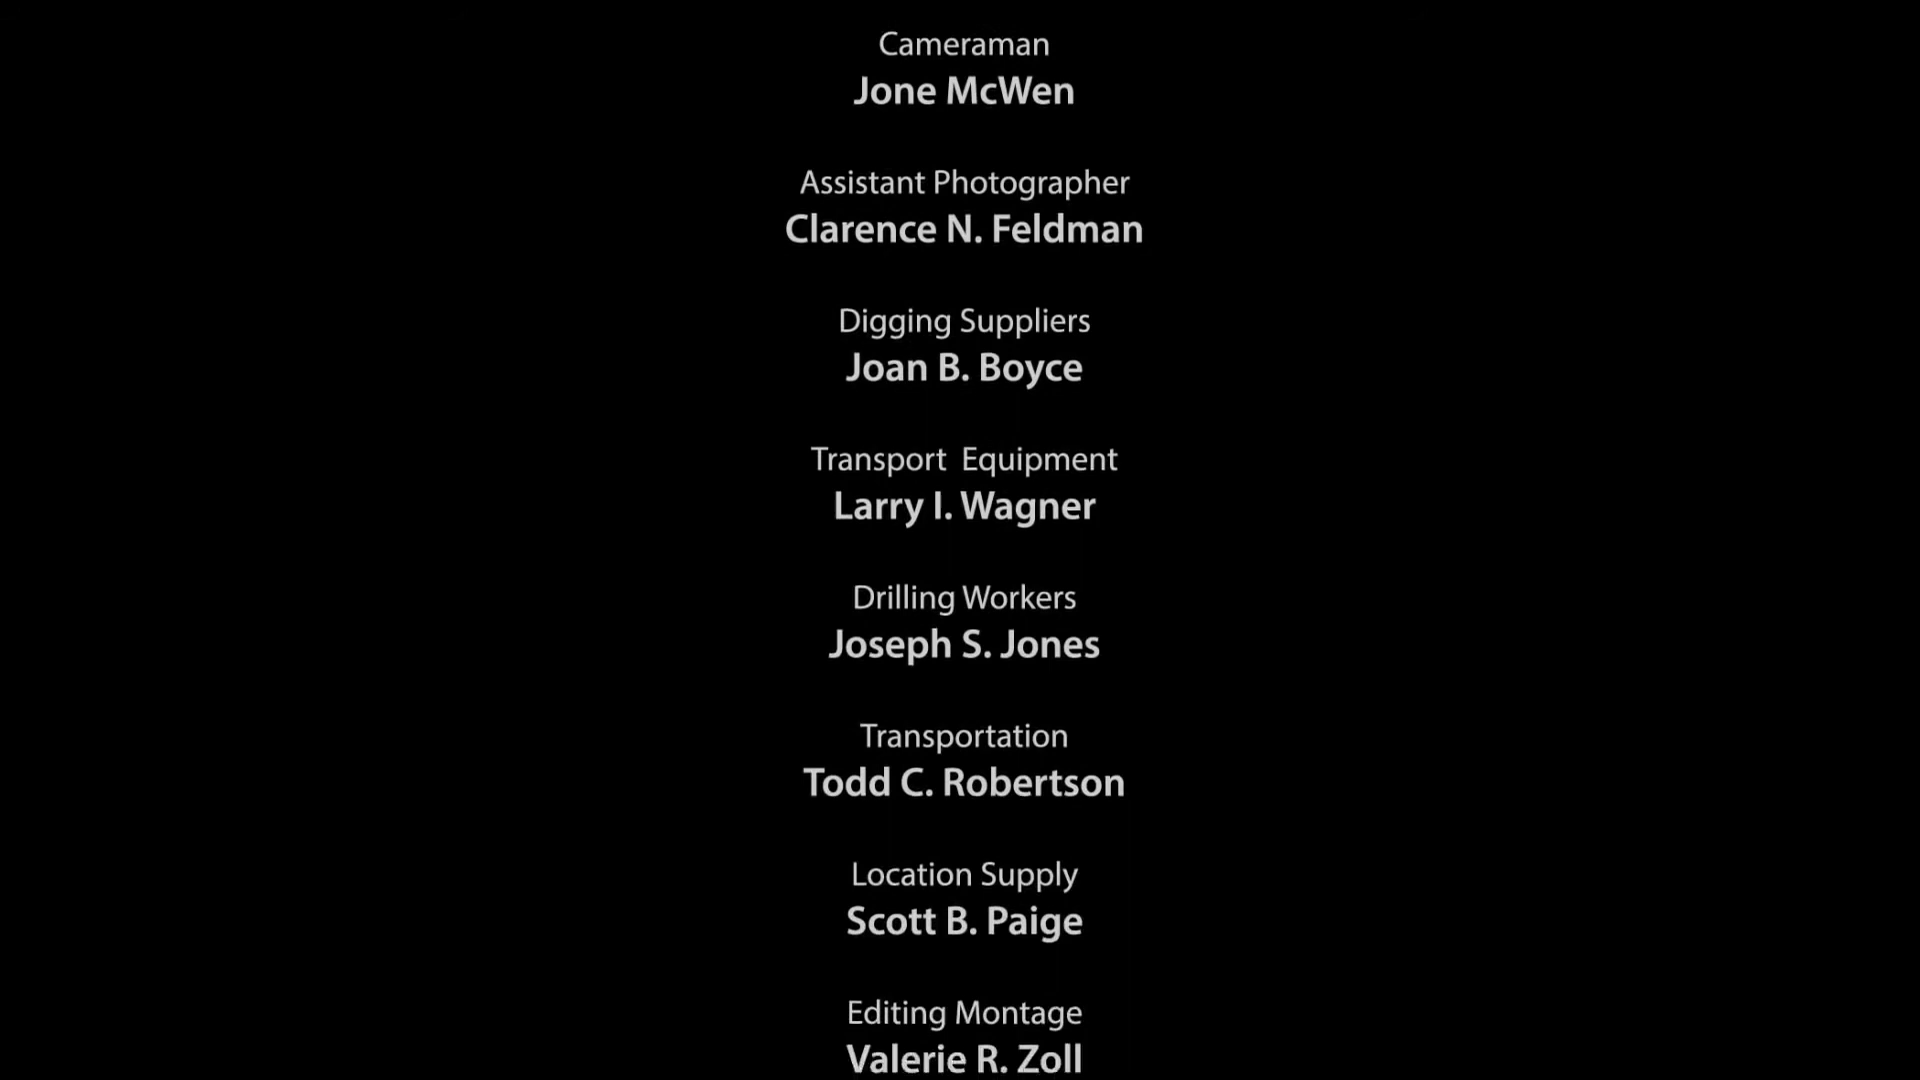 Cameraman
Jone McWen
Assistant Photographer
Clarence N. Feldman
Digging Suppliers
Joan B. Boyce
Transport  Equipment
Larry I. Wagner
Drilling Workers
Joseph S. Jones
Transportation
Todd C. Robertson
Location Supply
Scott B. Paige
Editing Montage
Valerie R. Zoll